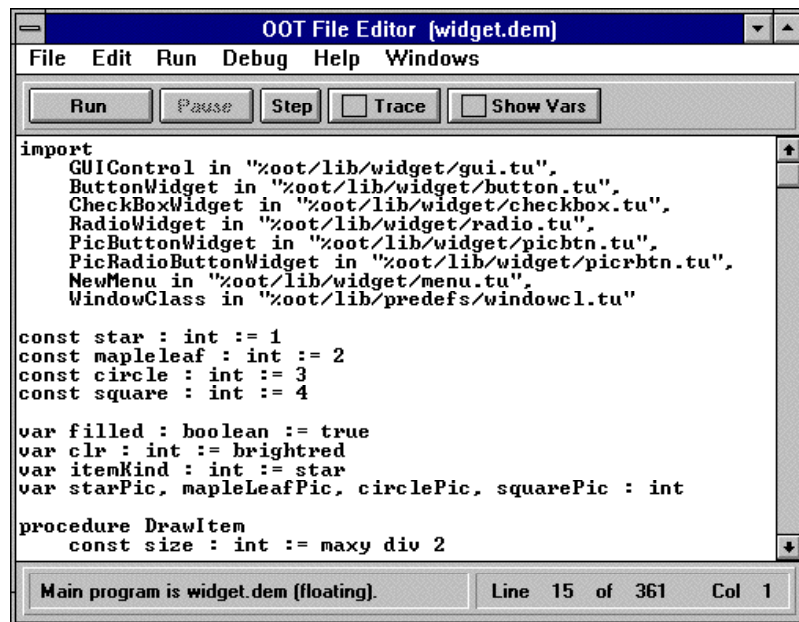 OOT File Editor (widget.dem)
File Edit Run Debug Help Windows
Run Pause Step Trace Show Vars
import
    GUIControl in "%oot/lib/widget/gui.tu",
    ButtonWidget in "%oot/lib/widget/button.tu",
    CheckBoxWidget in "%oot/lib/widget/checkbox.tu",
    RadioWidget in "%oot/lib/widget/radio.tu",
    PicButtonWidget in "%oot/lib/widget/picbtn.tu",
    PicRadioButtonWidget in "%oot/lib/widget/picrbtn.tu",
    NewMenu in "%oot/lib/widget/menu.tu",
    WindowClass in "%oot/lib/predefs/windowcl.tu"

const star : int := 1
const mapleleaf : int := 2
const circle : int := 3
const square : int := 4

var filled : boolean := true
var clr : int := brightred
var itemKind : int := star
var starPic, mapleLeafPic, circlePic, squarePic : int

procedure DrawItem
    const size : int := maxy div 2
Main program is widget.dem (floating). Line 15 of 361 Col 1